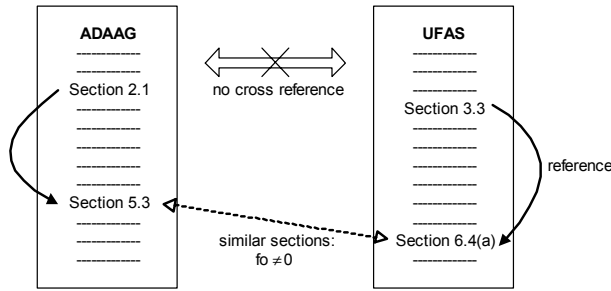 ADAAG
Section 2.1
Section 5.3
no cross reference
UFAS
Section 3.3
reference
Section 6.4(a)
similar sections:
fo ≠0